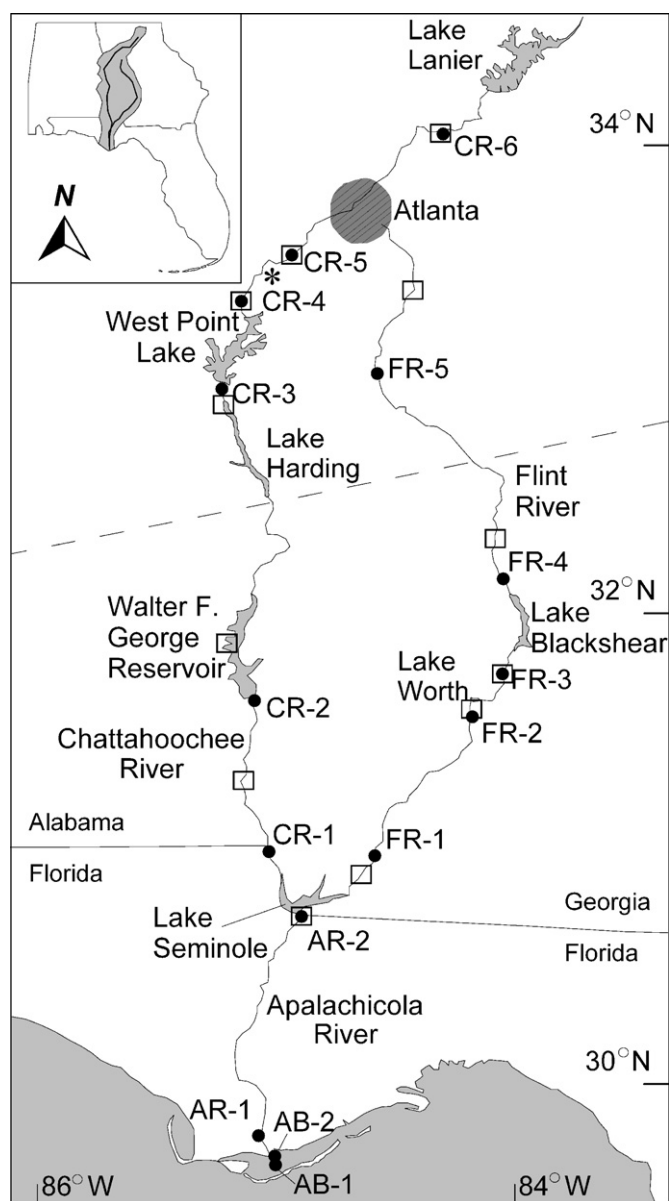 Lake
Lanier
34°N
CR-6
N
Atlanta
CR-5
*
CR-4
West Point
Lake
FR-5
CR-3
Lake
Harding
Flint
River
FR-4
32°N
Walter F.
George
Reservoir
Lake
Blackshear
Lake
Worth
FR-3
CR-2
FR-2
Chattahoochee
River
Alabama
CR-1
FR-1
Florida
Georgia
Lake
Seminole
AR-2
Florida
Apalachicola
River
30°N
AR-1
AB-2
AB-1
86°W
84°W